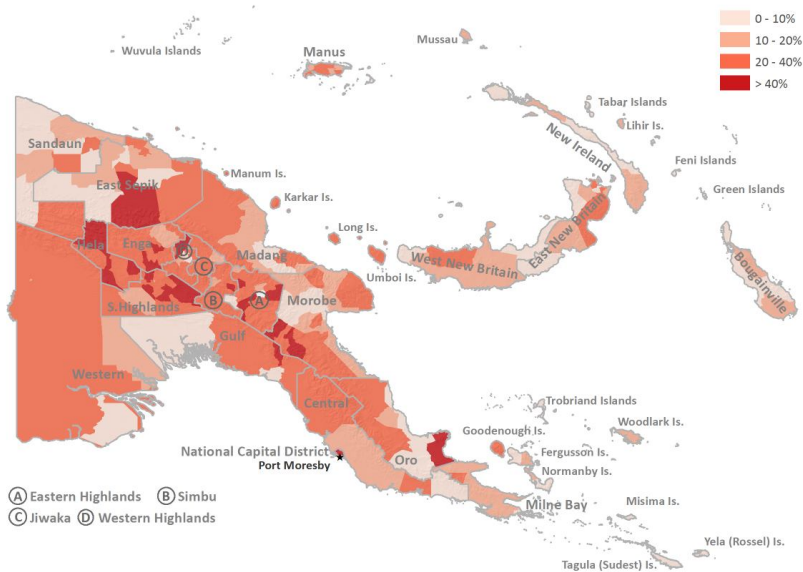 0 - 10%
10 - 20%
20 - 40%
> 40%
Mussau
Manus
Wuvula Islands
Tabar Islands
Lihir Is.
New Ireland
Sandaun
Feni Islands
East Sepik
Manum Is.
Green Islands
Karkar Is.
East New Britain
Long Is.
Hela
Enga
D
Madang
C
West New Britain
Umboi Is.
Bougainville
S.Highlands
B
A
Morobe
Gulf
Western
Central
Trobriand Islands
Goodenough Is.
Woodlark Is.
National Capital District
Port Moresby
Oro
Fergusson Is.
Normanby Is.
A Eastern Highlands
B Simbu
C Jiwaka
D Western Highlands
Milne Bay
Misima Is.
Yela (Rossel) Is.
Tagula (Sudest) Is.